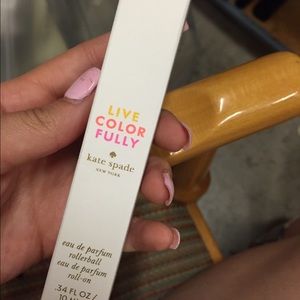 LIVE
COLOR
FULLY
kate spade
NEW YORK
eau de parfum
rollerball
eau de parfum
roll-on
.34 FL OZ /